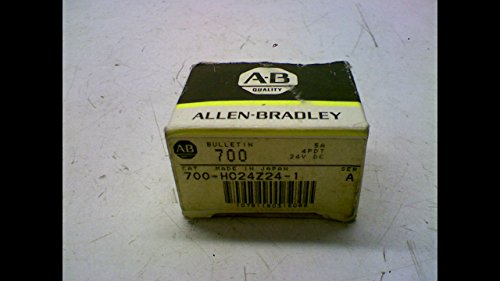 A·B
QUALITY
ALLEN-BRADLEY
AB
BULLETIN 5A
700 4PDT
24V DC
CAT MADE IN JAPAN SER
700-HC24Z24-1 A